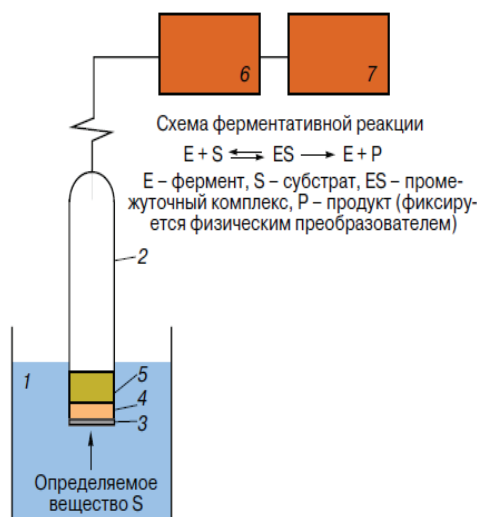 6
7
Схема ферментативной реакции
E + S ⇌ ES → E + P
E – фермент, S – субстрат, ES – проме-
жуточный комплекс, P – продукт (фиксиру-
ется физическим преобразователем)
2
1
5
4
3
Определяемое
вещество S